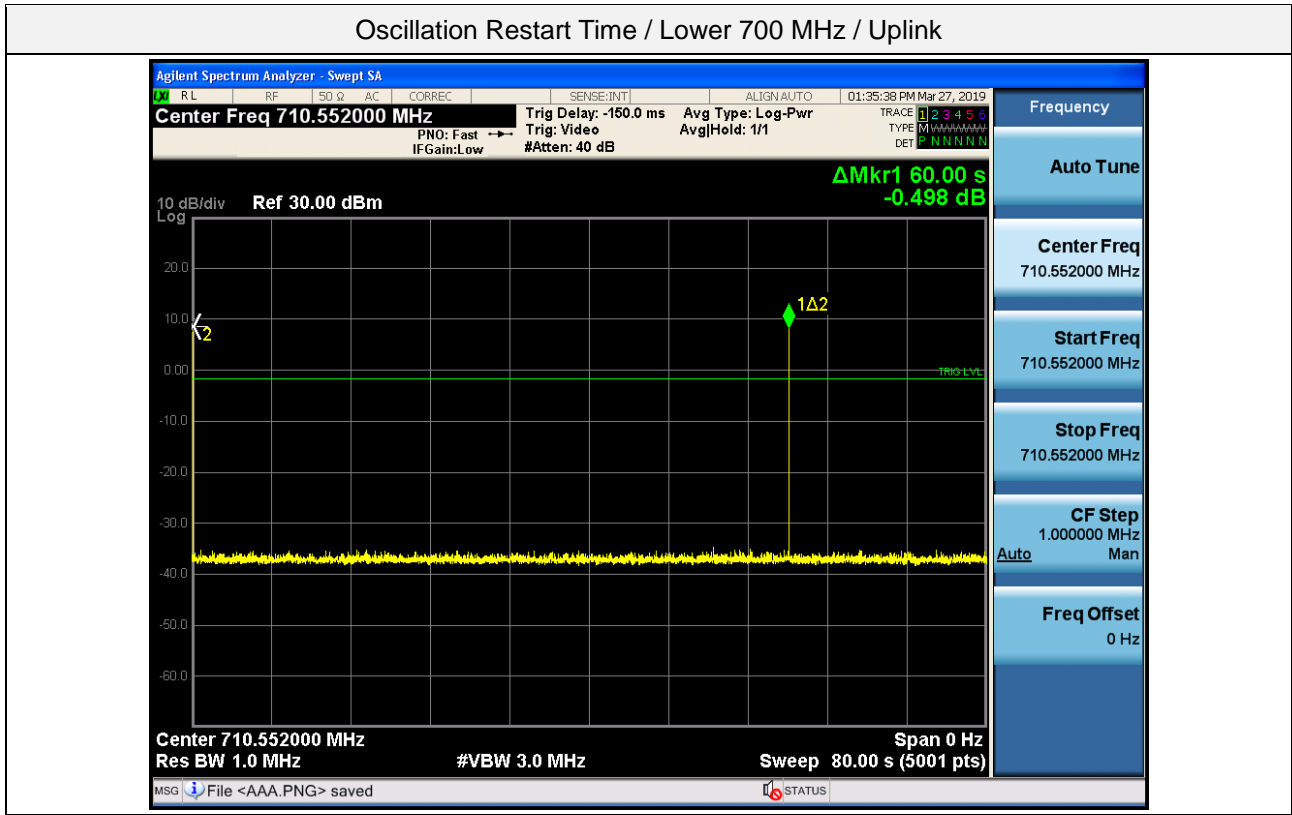 Oscillation Restart Time / Lower 700 MHz / Uplink
Agilent Spectrum Analyzer - Swept SA
LXI RL RF 50 Ω AC CORREC SENSE:INT ALIGN AUTO 01:35:38 PM Mar 27, 2019
Center Freq 710.552000 MHz
PNO: Fast
IFGain:Low
Trig Delay: -150.0 ms
Trig: Video
#Atten: 40 dB
Avg Type: Log-Pwr
Avg|Hold: 1/1
TRACE 1 2 3 4 5 6
TYPE M WWWWW
DET P N N N N N
Frequency
ΔMkr1 60.00 s
-0.498 dB
10 dB/div Ref 30.00 dBm
Log
20.0
10.0
0.00
-10.0
-20.0
-30.0
-40.0
-50.0
-60.0
2
1Δ2
TRIG LVL
Center 710.552000 MHz
Span 0 Hz
Res BW 1.0 MHz
#VBW 3.0 MHz
Sweep 80.00 s (5001 pts)
Auto Tune
Center Freq
710.552000 MHz
Start Freq
710.552000 MHz
Stop Freq
710.552000 MHz
CF Step
1.000000 MHz
Auto Man
Freq Offset
0 Hz
MSG File <AAA.PNG> saved
STATUS